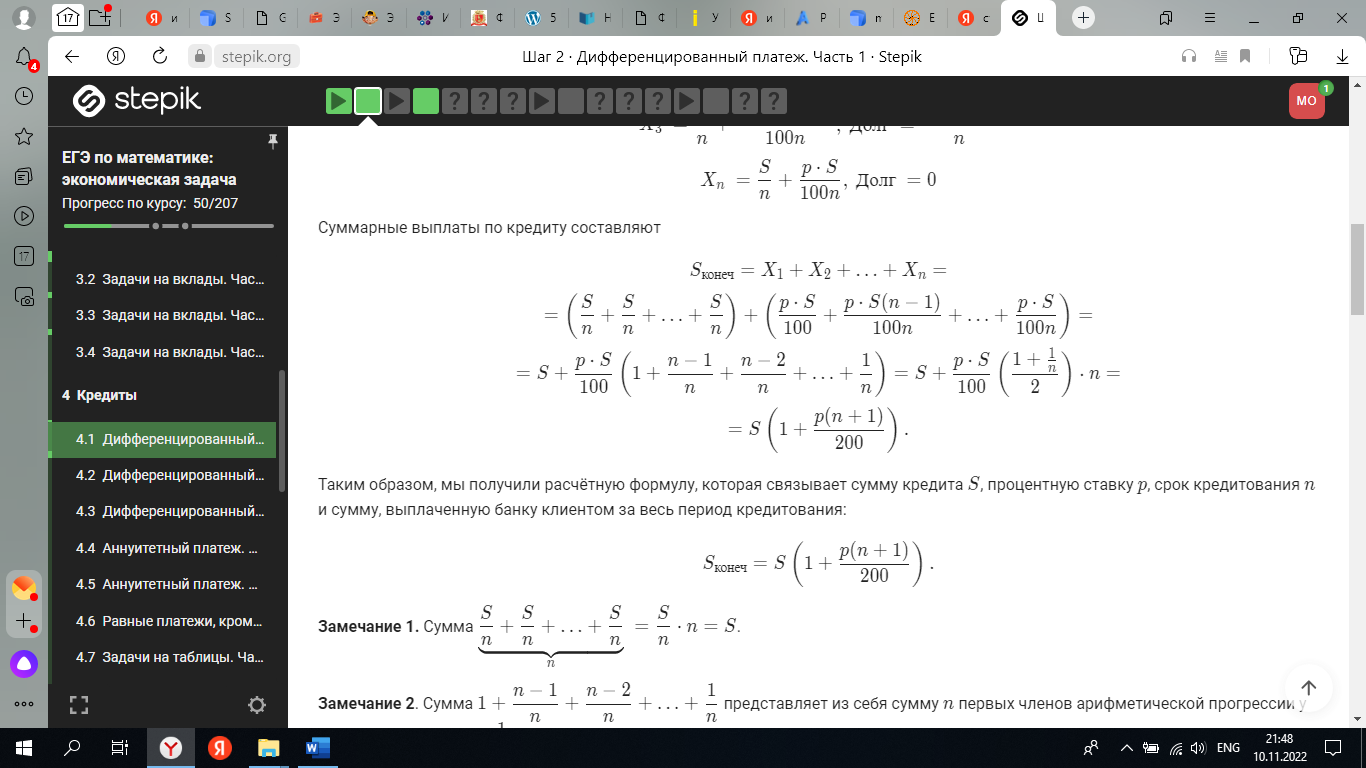 17
и
S
G
Э
Э
И
Ф
W 5
Н
Ф
У
и
Р
n
Е
с
Ц
4
stepik.org
Шаг 2 · Дифференцированный платеж. Часть 1 · Stepik
stepik
? ? ? ? ? ? ? ?
МО 1
ЕГЭ по математике:
экономическая задача
Прогресс по курсу: 50/207
3.2 Задачи на вклады. Час...
3.3 Задачи на вклады. Час...
3.4 Задачи на вклады. Час...
4 Кредиты
4.1 Дифференцированный...
4.2 Дифференцированный...
4.3 Дифференцированный...
4.4 Аннуитетный платеж. ...
4.5 Аннуитетный платеж. ...
4.6 Равные платежи, кром...
4.7 Задачи на таблицы. Ча...
X_n = S/n + p · S/100n, Долг = 0
Суммарные выплаты по кредиту составляют
S_конеч = X_1 + X_2 + ... + X_n =
= (S/n + S/n + ... + S/n) + (p · S/100 + p · S(n − 1)/100n + ... + p · S/100n) =
= S + p · S/100 (1 + (n − 1)/n + (n − 2)/n + ... + 1/n) = S + p · S/100 ((1 + 1/n)/2) · n =
= S (1 + p(n + 1)/200).
Таким образом, мы получили расчётную формулу, которая связывает сумму кредита S, процентную ставку p, срок кредитования n
и сумму, выплаченную банку клиентом за весь период кредитования:
S_конеч = S (1 + p(n + 1)/200).
Замечание 1. Сумма S/n + S/n + ... + S/n = S/n · n = S.
n
Замечание 2. Сумма 1 + (n − 1)/n + (n − 2)/n + ... + 1/n представляет из себя сумму n первых членов арифметической прогрессии у
17
ENG
21:48
10.11.2022